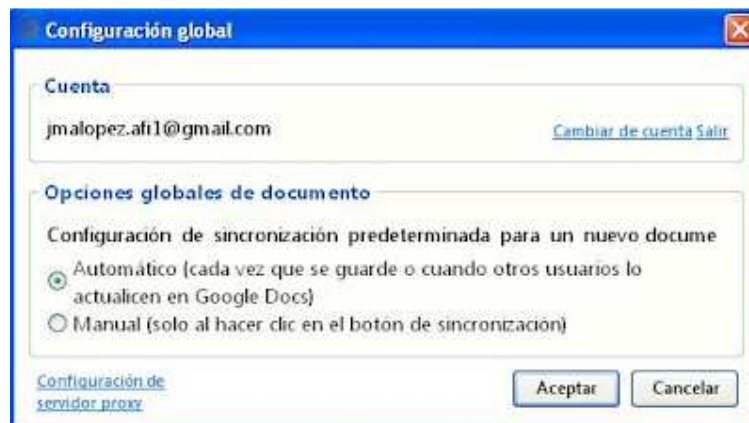 Configuración global
Cuenta
jmalopez.afi1@gmail.com
Cambiar de cuenta Salir
Opciones globales de documento
Configuración de sincronización predeterminada para un nuevo docume
Automático (cada vez que se guarde o cuando otros usuarios lo
actualicen en Google Docs)
Manual (solo al hacer clic en el botón de sincronización)
Configuración de
servidor proxy
Aceptar
Cancelar